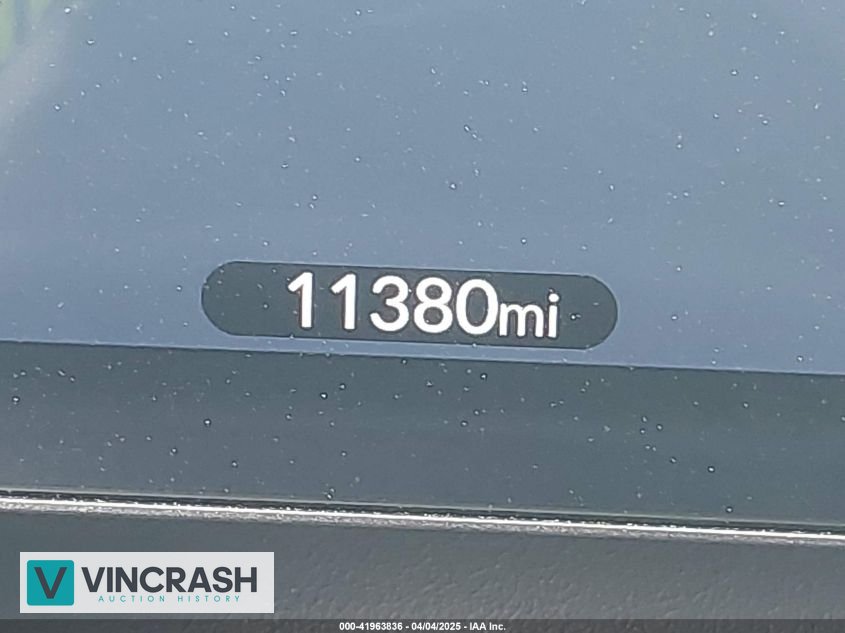 11380mi
VINCRASH
AUCTION HISTORY
000-41963836 - 04/04/2025 - IAA Inc.